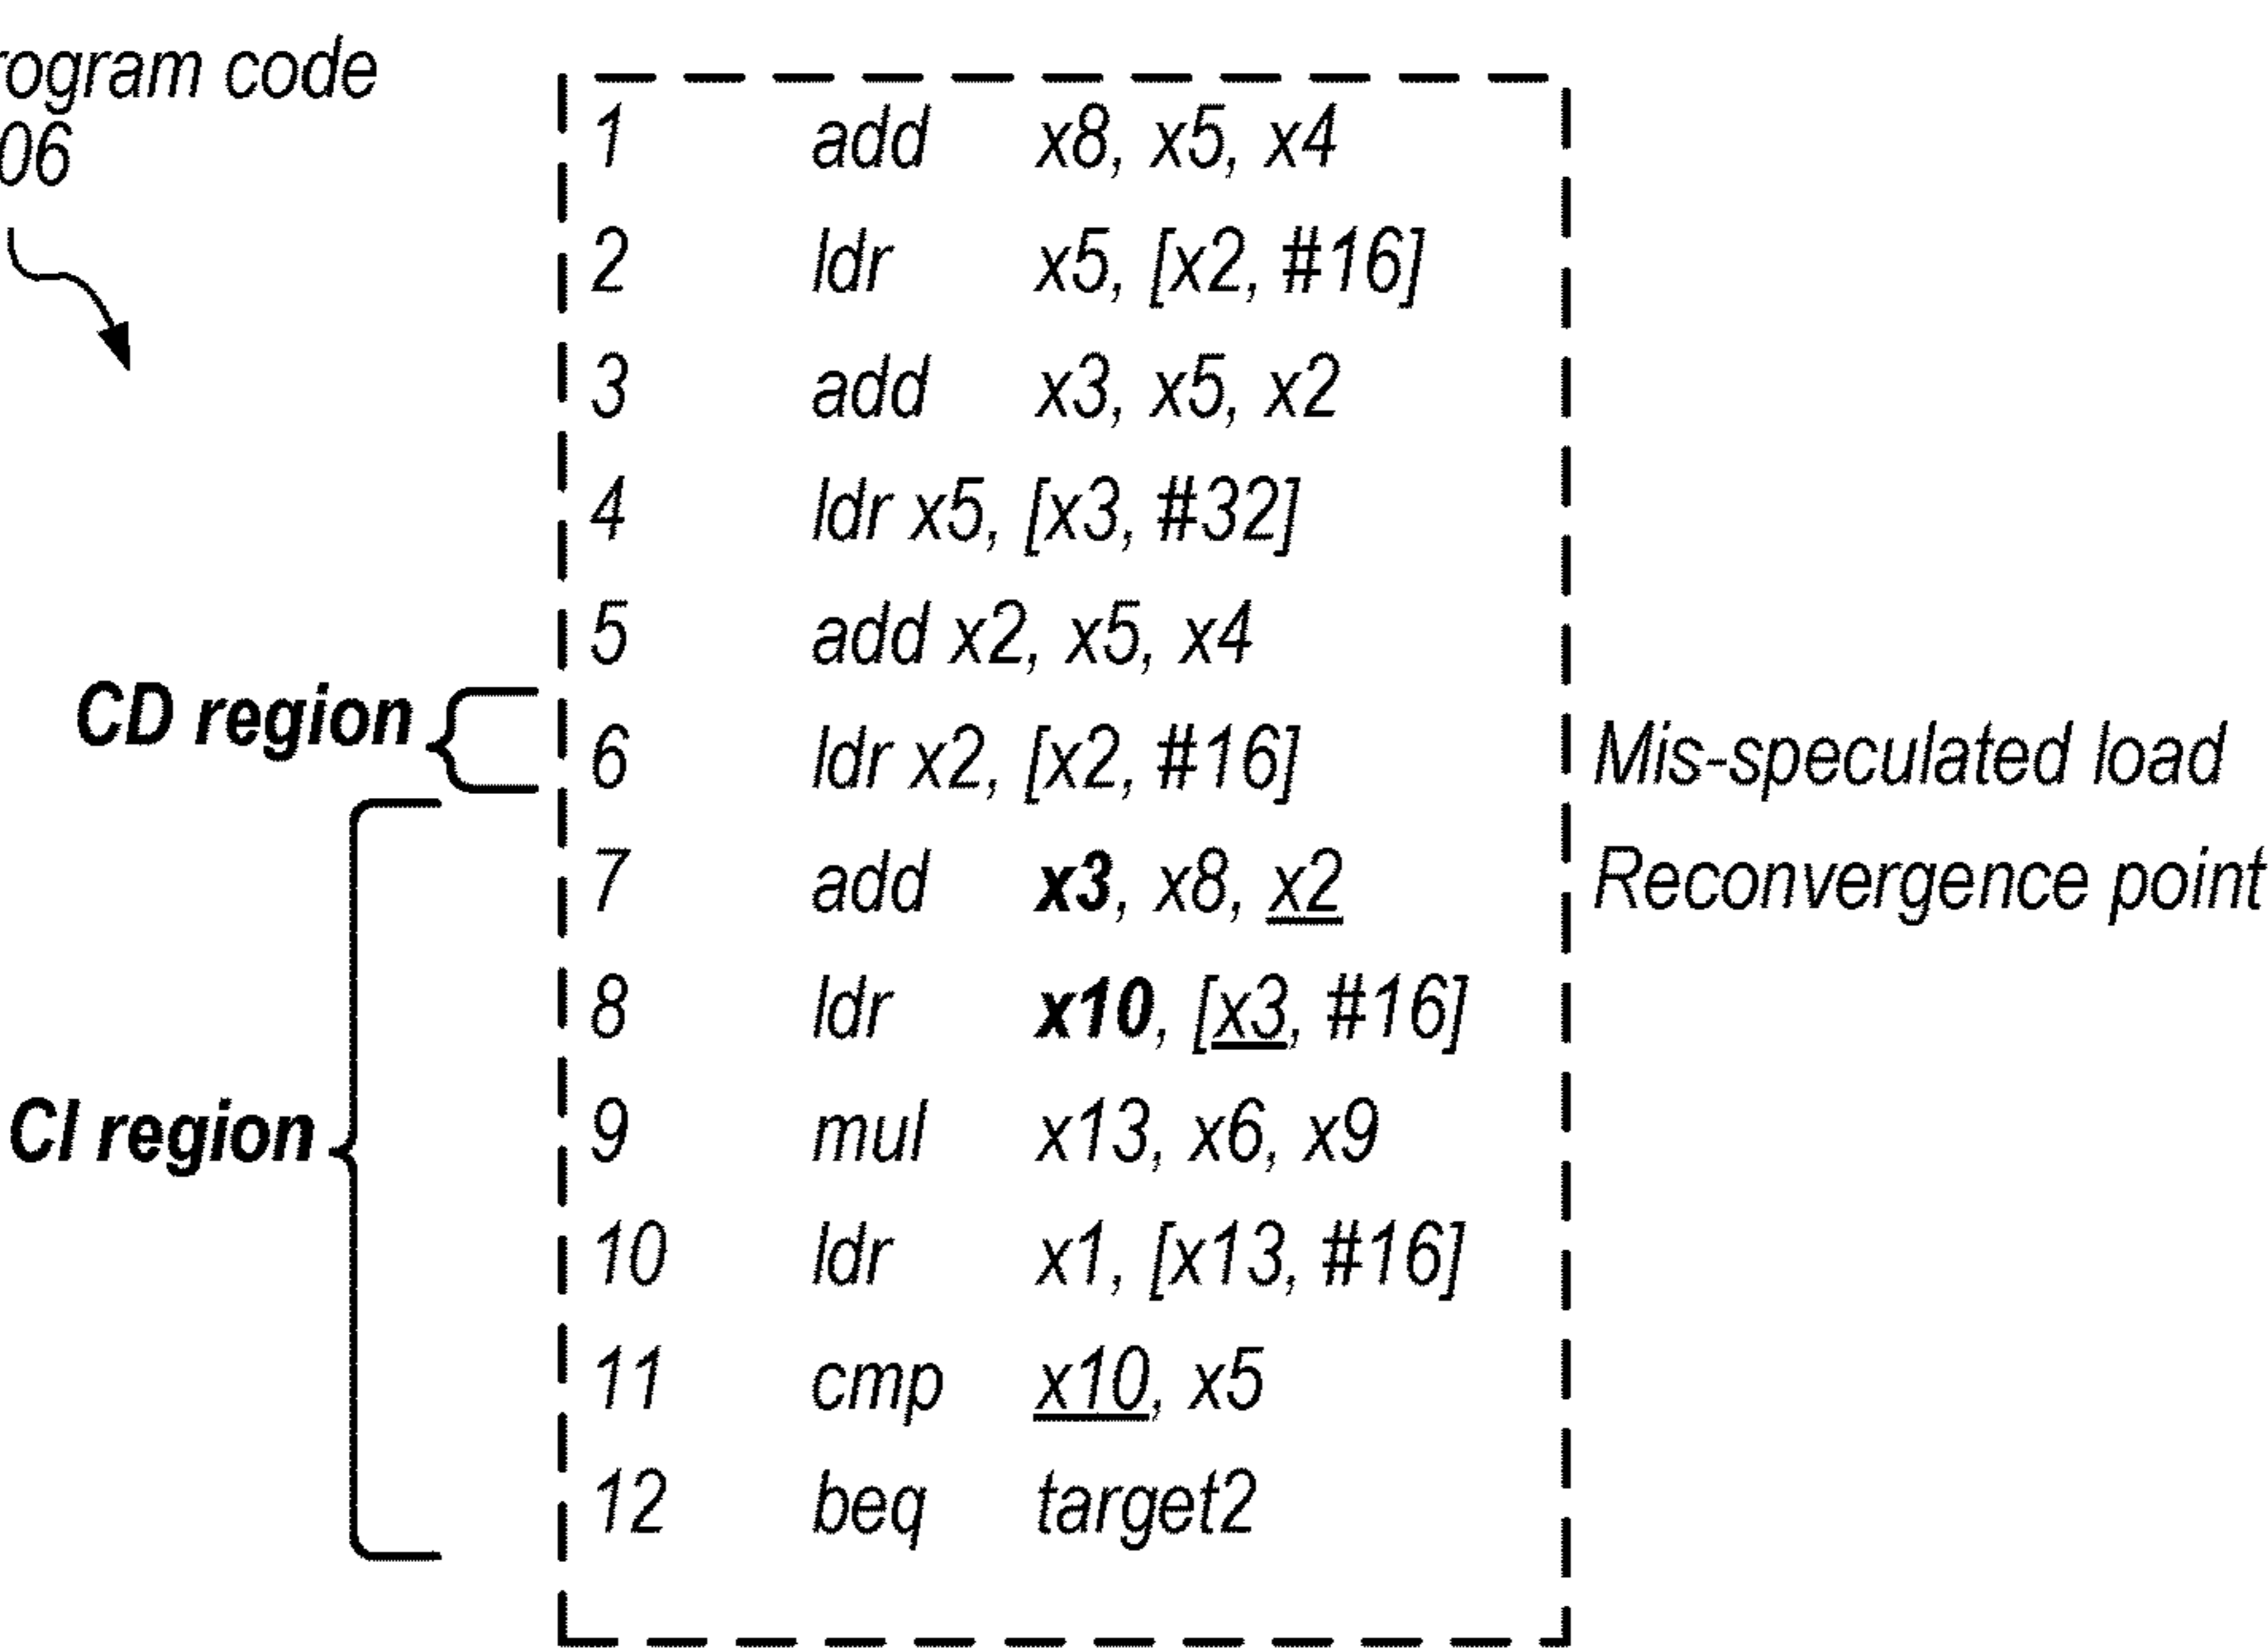 rogram code
06
1 add x8, x5, x4
2 ldr x5, [x2, #16]
3 add x3, x5, x2
4 ldr x5, [x3, #32]
5 add x2, x5, x4
CD region
6 ldr x2, [x2, #16] Mis-speculated load
7 add x3, x8, x2 Reconvergence point
8 ldr x10, [x3, #16]
CI region
9 mul x13, x6, x9
10 ldr x1, [x13, #16]
11 cmp x10, x5
12 beq target2